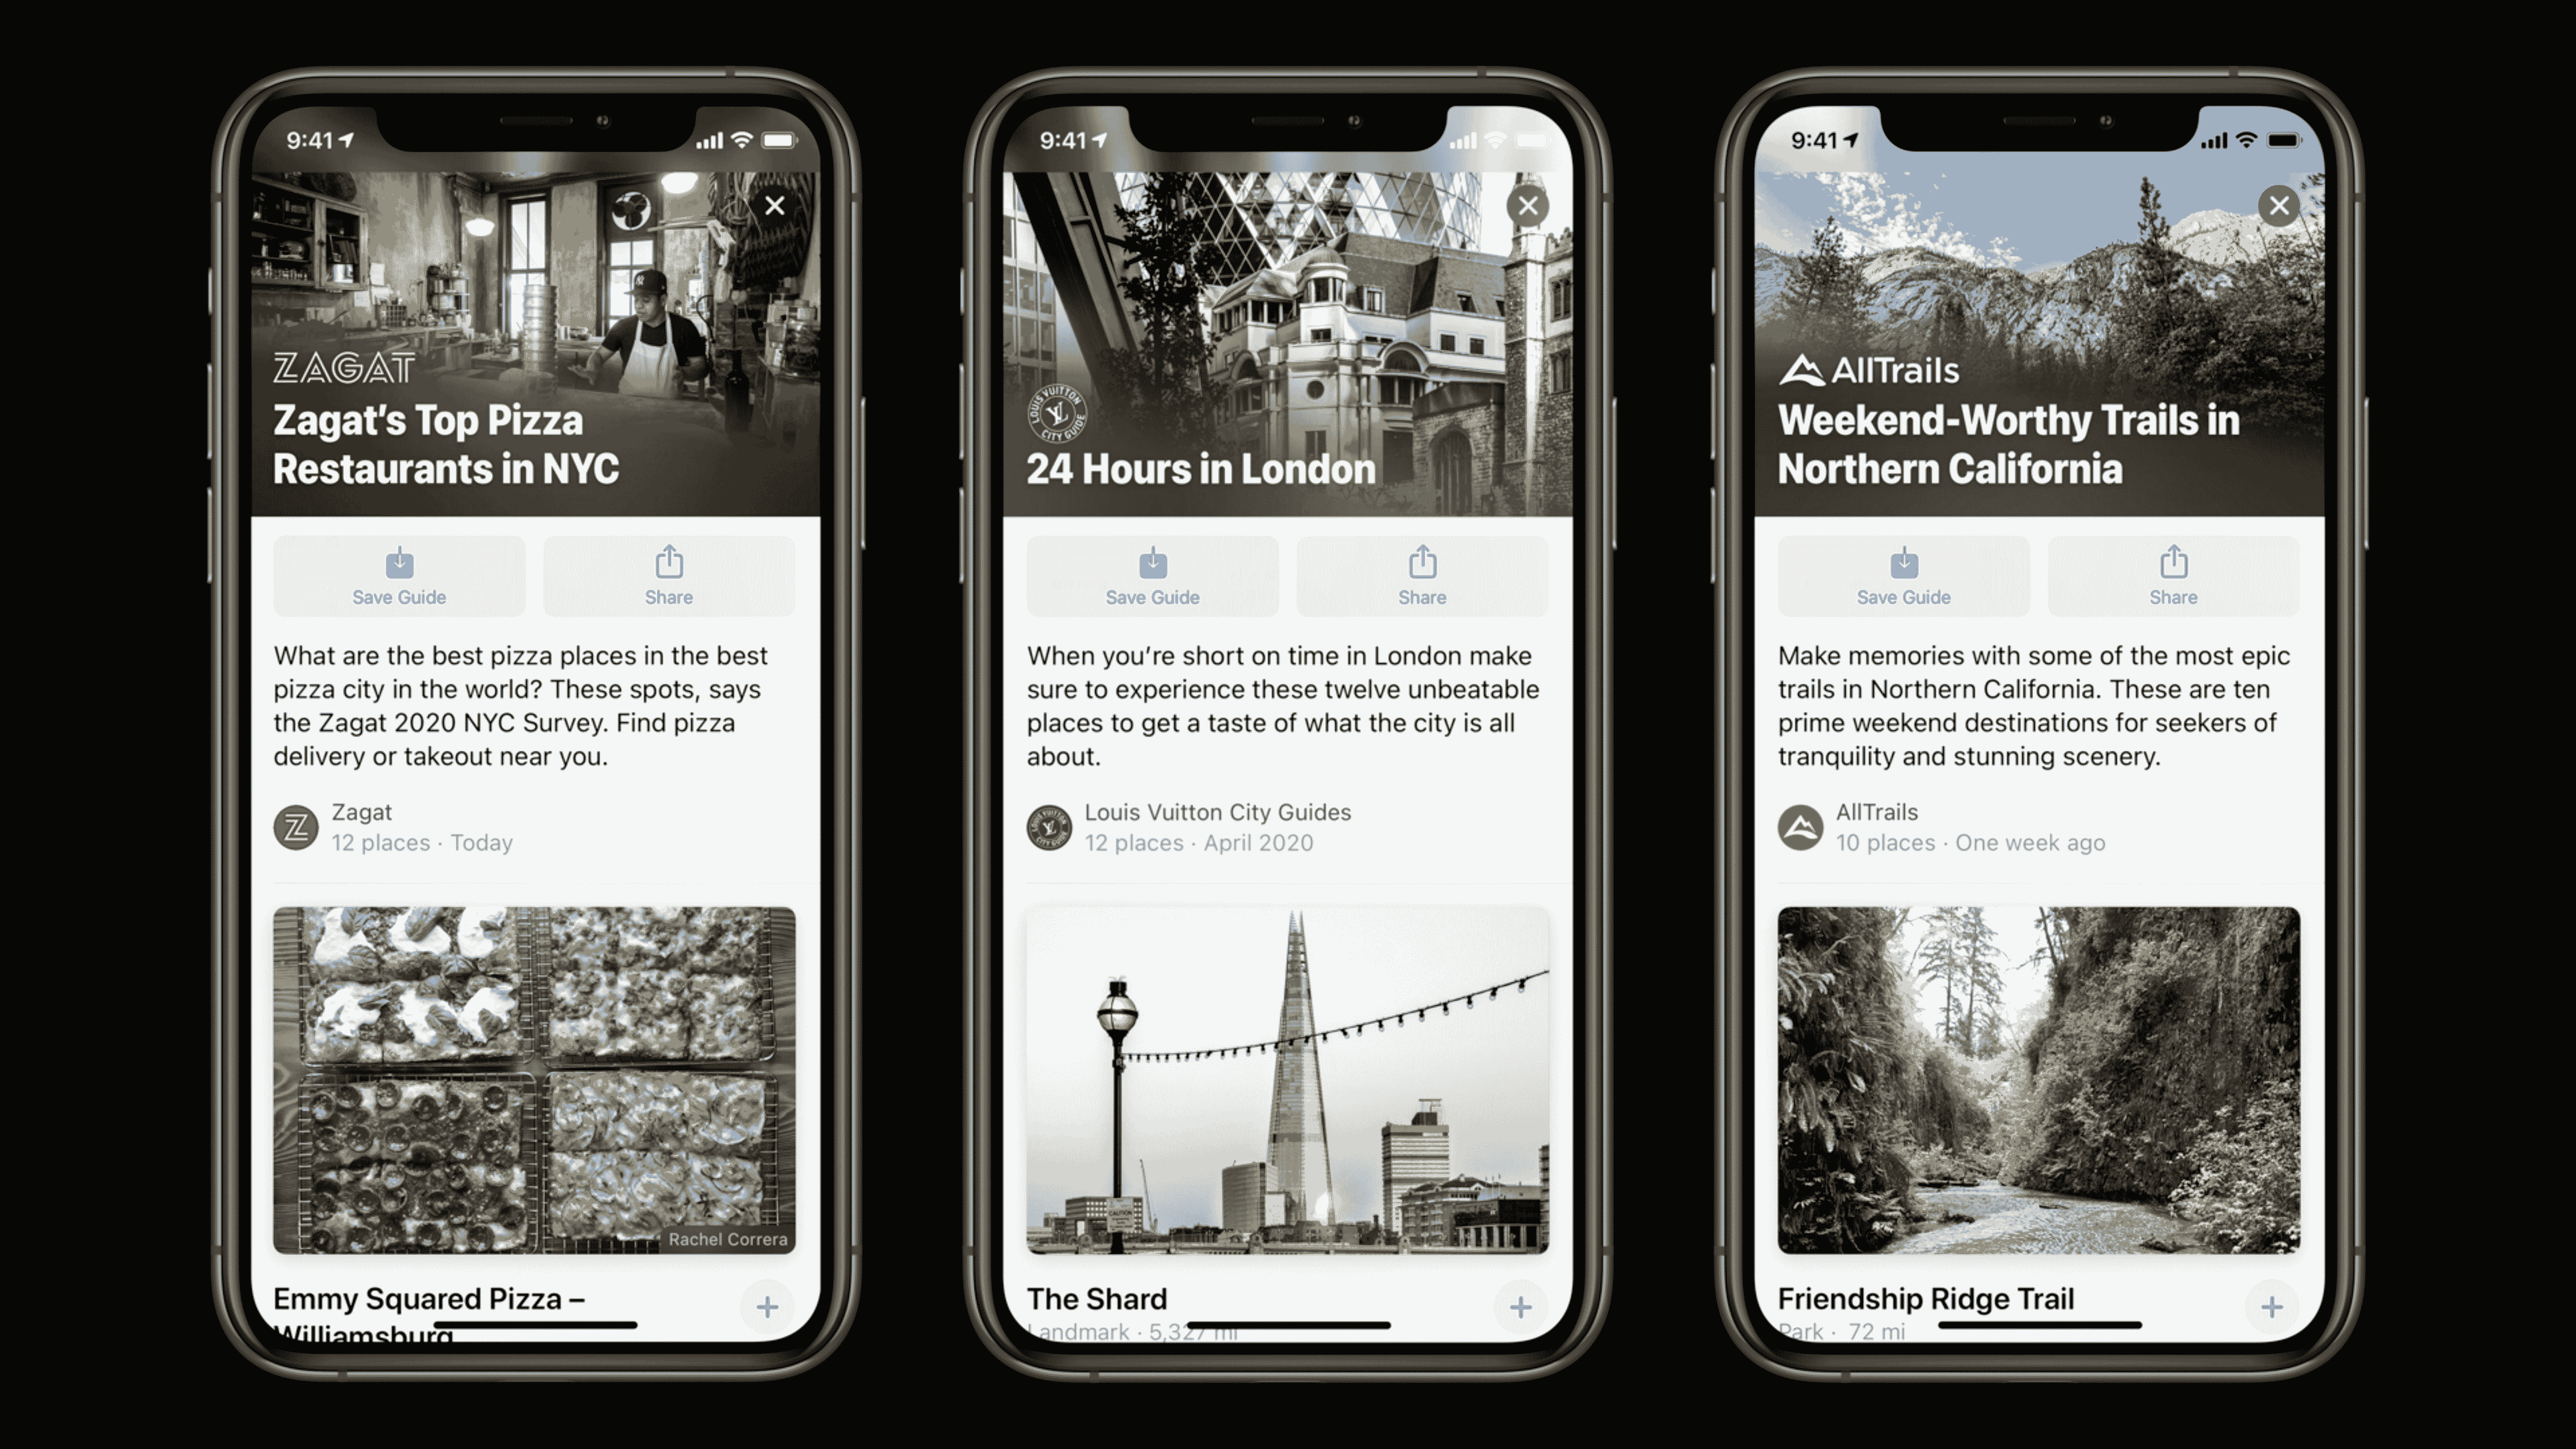 9:41
ZAGAT
Zagat’s Top Pizza
Restaurants in NYC
Save Guide
Share
What are the best pizza places in the best
pizza city in the world? These spots, says
the Zagat 2020 NYC Survey. Find pizza
delivery or takeout near you.
Z
Zagat
12 places · Today
Rachel Correra
Emmy Squared Pizza –
Williamsburg
9:41
LOUIS VUITTON
LV
CITY GUIDE
24 Hours in London
Save Guide
Share
When you’re short on time in London make
sure to experience these twelve unbeatable
places to get a taste of what the city is all
about.
Louis Vuitton City Guides
12 places · April 2020
CAUTION
The Shard
Landmark · 5,327 mi
9:41
AllTrails
Weekend-Worthy Trails in
Northern California
Save Guide
Share
Make memories with some of the most epic
trails in Northern California. These are ten
prime weekend destinations for seekers of
tranquility and stunning scenery.
AllTrails
10 places · One week ago
Friendship Ridge Trail
Park · 72 mi